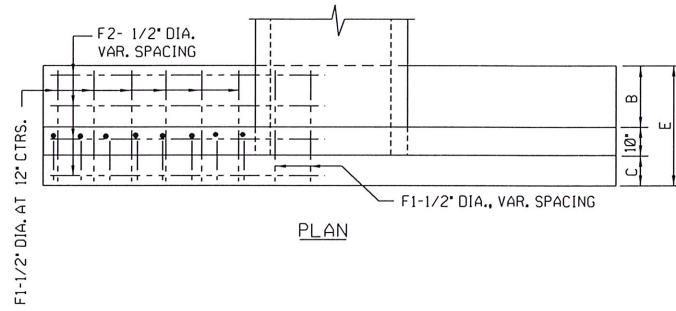 F2- 1/2" DIA.
VAR. SPACING
F1-1/2" DIA. AT 12" CTRS.
B
10"
C
E
F1-1/2" DIA., VAR. SPACING
PLAN